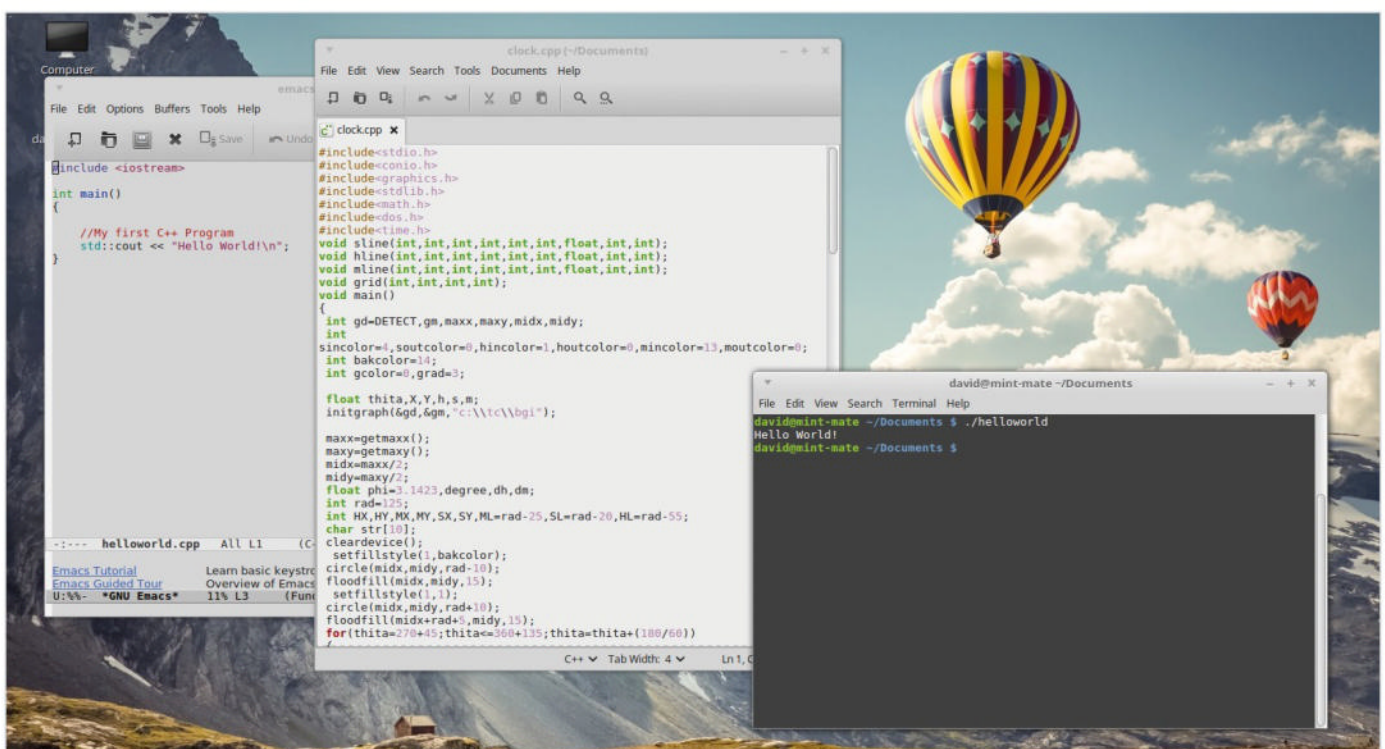 Computer
emacs
File Edit Options Buffers Tools Help
Save Undo
#include <iostream>
int main()
{
//My first C++ Program
std::cout << "Hello World!\n";
}
-:--- helloworld.cpp All L1 (C-
Emacs Tutorial Learn basic keystro
Emacs Guided Tour Overview of Emacs
U:%%- *GNU Emacs* 11% L3 (Fun
clock.cpp (~/Documents)
File Edit View Search Tools Documents Help
clock.cpp
#include<stdio.h>
#include<conio.h>
#include<graphics.h>
#include<stdlib.h>
#include<math.h>
#include<dos.h>
#include<time.h>
void sline(int,int,int,int,int,int,float,int,int);
void hline(int,int,int,int,int,int,float,int,int);
void mline(int,int,int,int,int,int,float,int,int);
void grid(int,int,int,int);
void main()
{
int gd=DETECT,gm,maxx,maxy,midx,midy;
int
sincolor=4,soutcolor=0,hincolor=1,houtcolor=0,mincolor=13,moutcolor=0;
int bakcolor=14;
int gcolor=0,grad=3;
float thita,X,Y,h,s,m;
initgraph(&gd,&gm,"c:\\tc\\bgi");
maxx=getmaxx();
maxy=getmaxy();
midx=maxx/2;
midy=maxy/2;
float phi=3.1423,degree,dh,dm;
int rad=125;
int HX,HY,MX,MY,SX,SY,ML=rad-25,SL=rad-20,HL=rad-55;
char str[10];
cleardevice();
setfillstyle(1,bakcolor);
circle(midx,midy,rad-10);
floodfill(midx,midy,15);
setfillstyle(1,1);
circle(midx,midy,rad+10);
floodfill(midx+rad+5,midy,15);
for(thita=270+45;thita<=360+135;thita=thita+(180/60))
C++ Tab Width: 4 Ln 1, C
david@mint-mate ~/Documents
File Edit View Search Terminal Help
david@mint-mate ~/Documents $ ./helloworld
Hello World!
david@mint-mate ~/Documents $